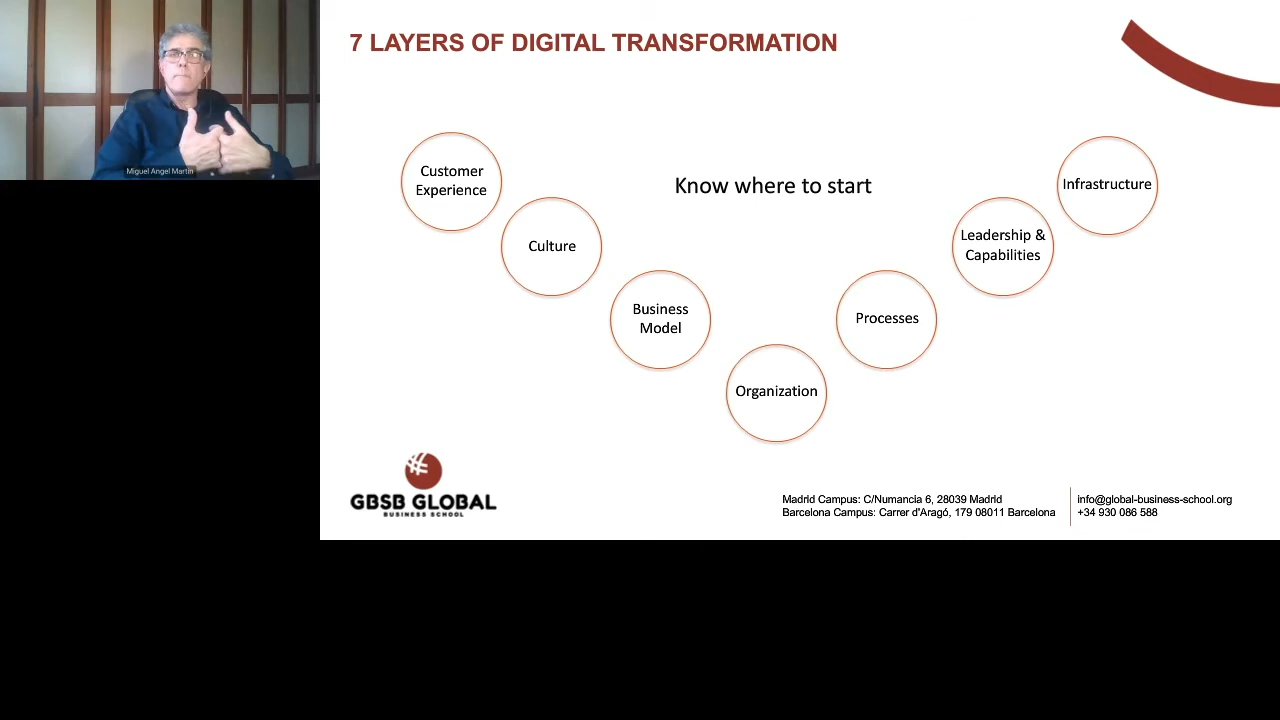 7 LAYERS OF DIGITAL TRANSFORMATION
Miguel Angel Martin
Customer
Experience
Know where to start
Infrastructure
Culture
Leadership &
Capabilities
Business
Model
Processes
Organization
GBSB GLOBAL
BUSINESS SCHOOL
Madrid Campus: C/Numancia 6, 28039 Madrid
Barcelona Campus: Carrer d'Aragó, 179 08011 Barcelona
info@global-business-school.org
+34 930 086 588